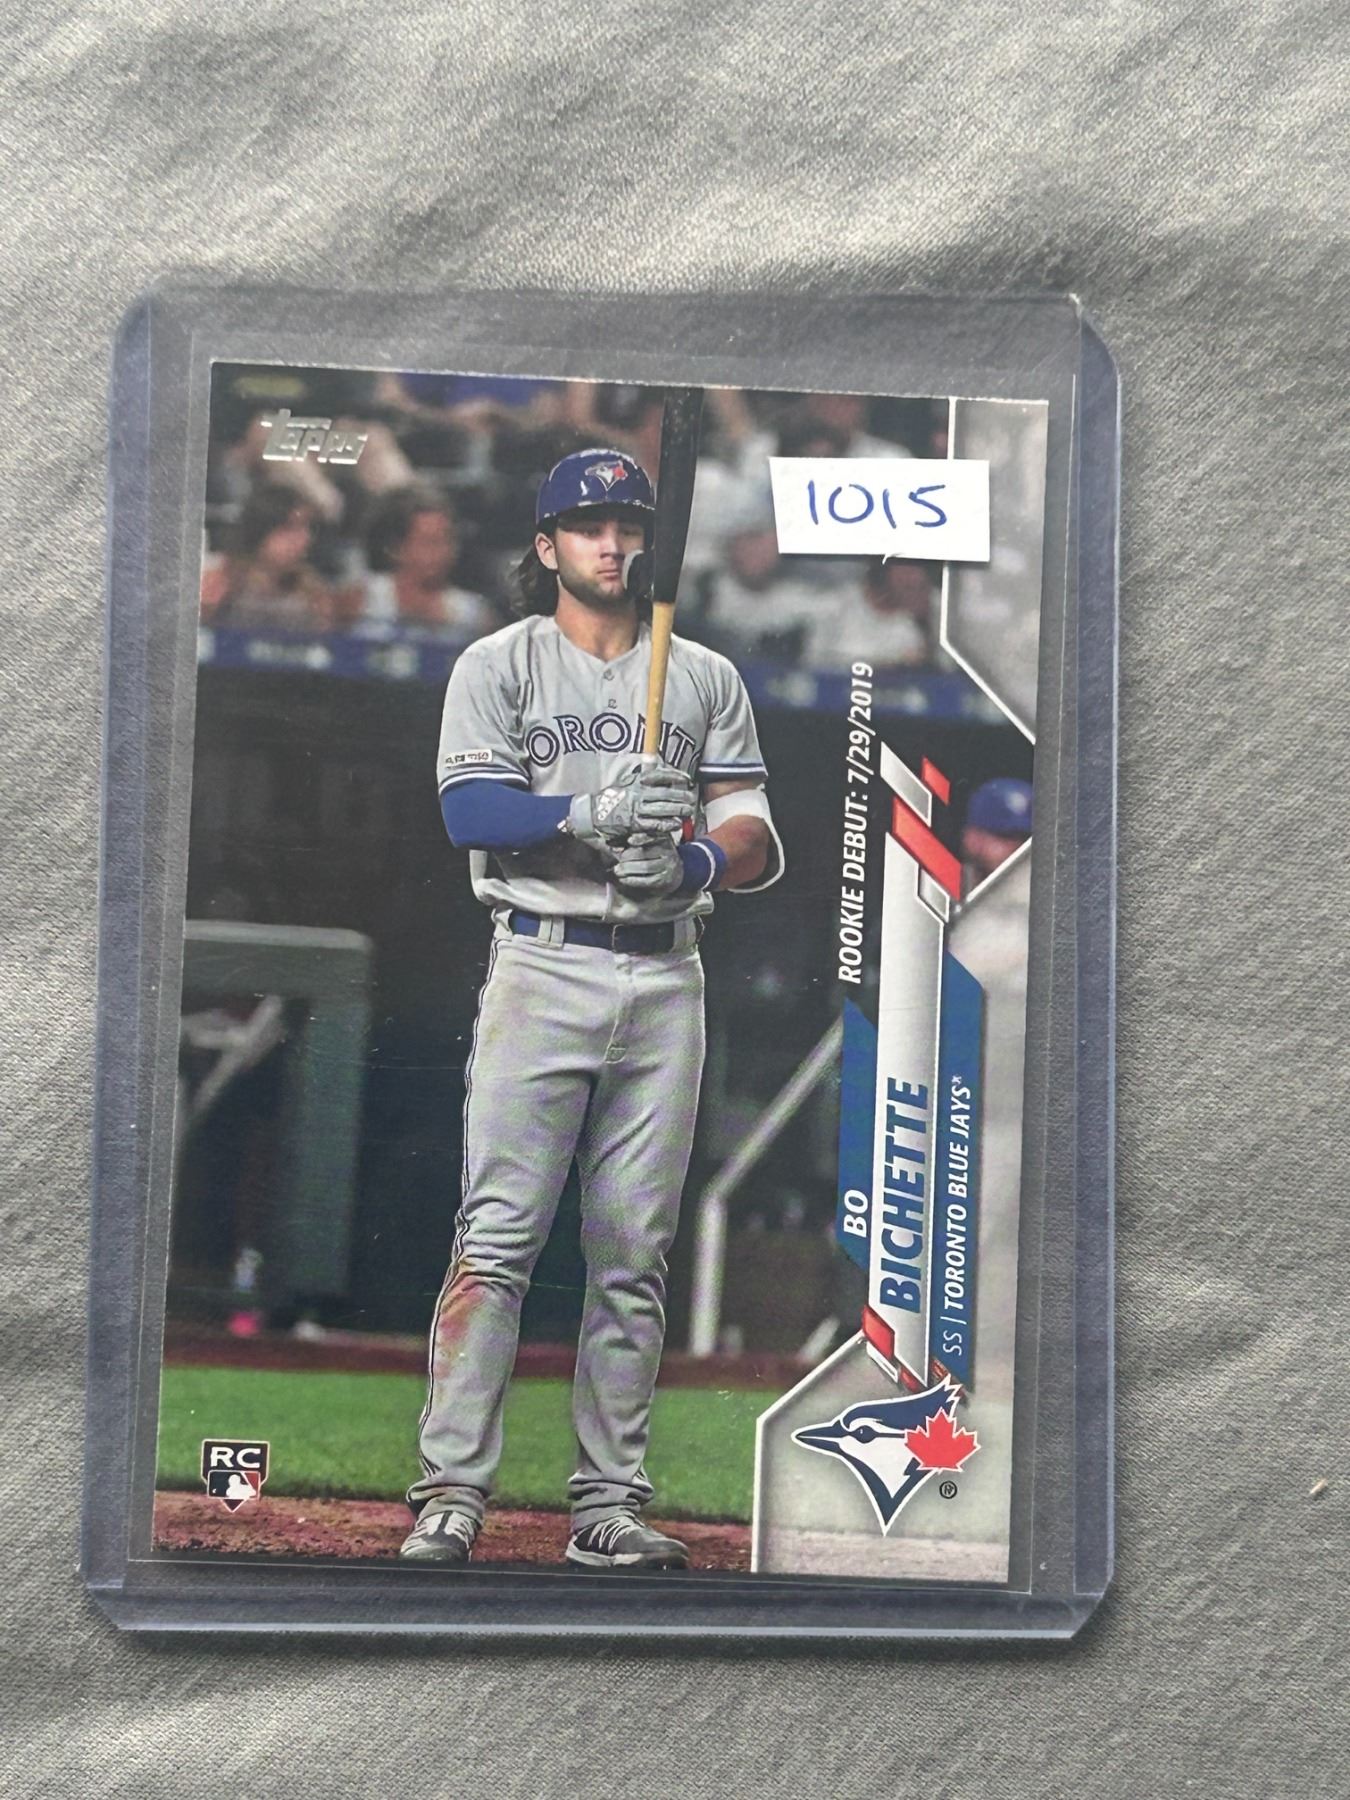 Topps
1015
TORONTO
ROOKIE DEBUT: 7/29/2019
BO
BICHETTE
SS | TORONTO BLUE JAYS®
®
RC